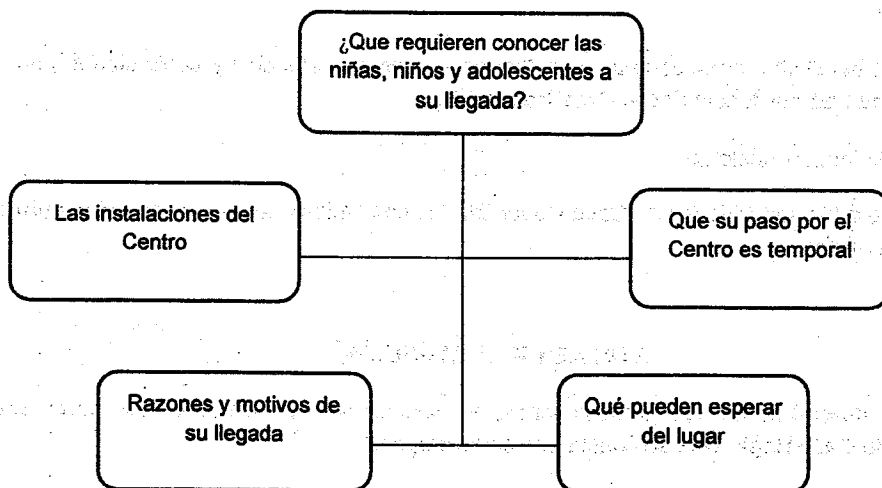 ¿Que requieren conocer las
niñas, niños y adolescentes a
su llegada?
Las instalaciones del
Centro
Que su paso por el
Centro es temporal
Razones y motivos de
su llegada
Qué pueden esperar
del lugar